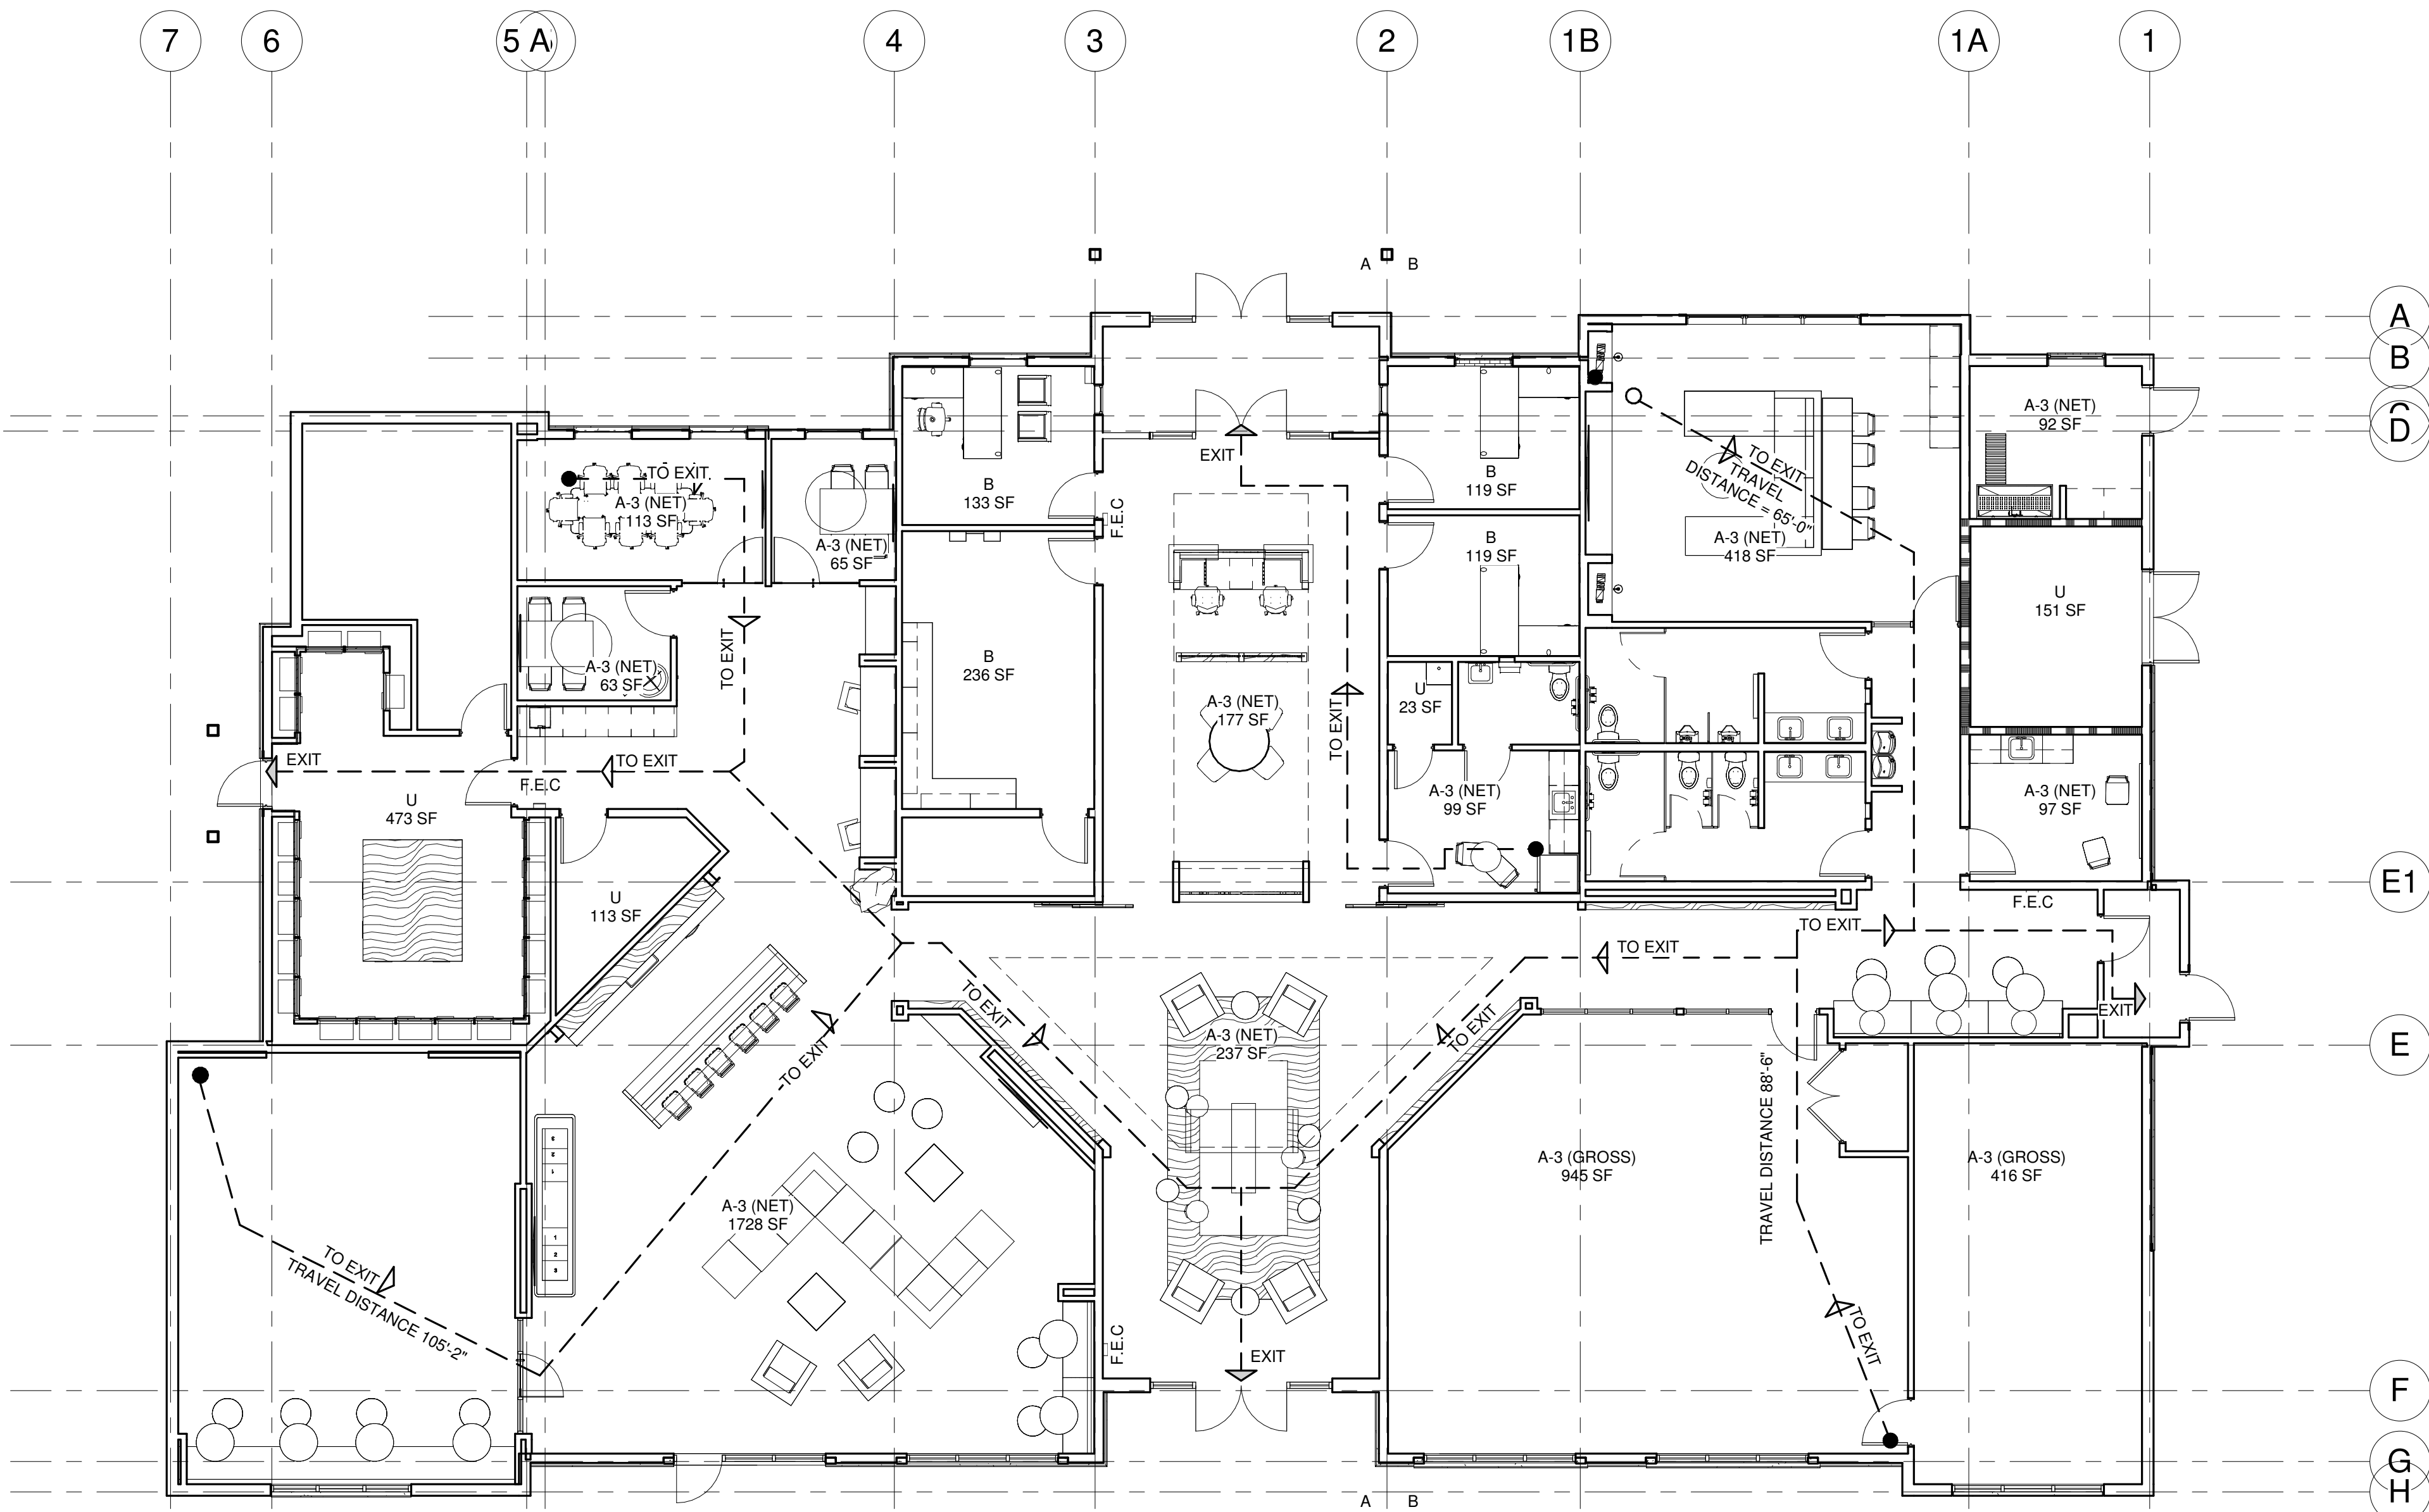 7
6
5
A
4
3
2
1B
1A
1
A B
A
B
D
E1
E
F
G
H
EXIT
TO EXIT
A-3 (NET)
113 SF
A-3 (NET)
65 SF
B
133 SF
F.E.C
B
119 SF
B
119 SF
TO EXIT
TRAVEL
DISTANCE = 65'-0"
A-3 (NET)
418 SF
A-3 (NET)
92 SF
U
151 SF
TO EXIT
A-3 (NET)
63 SF
B
236 SF
A-3 (NET)
177 SF
TO EXIT
U
23 SF
A-3 (NET)
99 SF
A-3 (NET)
97 SF
EXIT
TO EXIT
F.E.C
U
473 SF
U
113 SF
F.E.C
TO EXIT
TO EXIT
EXIT
TO EXIT
TO EXIT
TO EXIT
A-3 (NET)
237 SF
TRAVEL DISTANCE 88'-6"
A-3 (GROSS)
945 SF
A-3 (GROSS)
416 SF
A-3 (NET)
1728 SF
3
2
1
1
2
3
TO EXIT
TRAVEL DISTANCE 105'-2"
F.E.C
EXIT
TO EXIT
A B